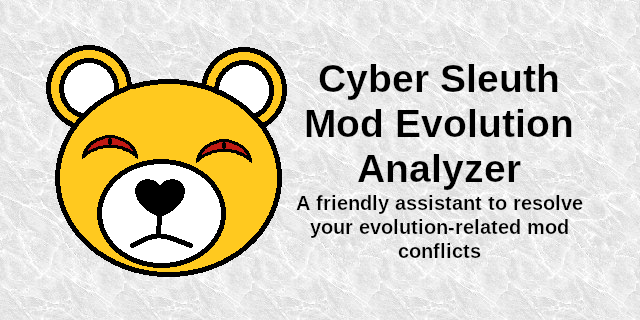 Cyber Sleuth
Mod Evolution
Analyzer
A friendly assistant to resolve
your evolution-related mod
conflicts